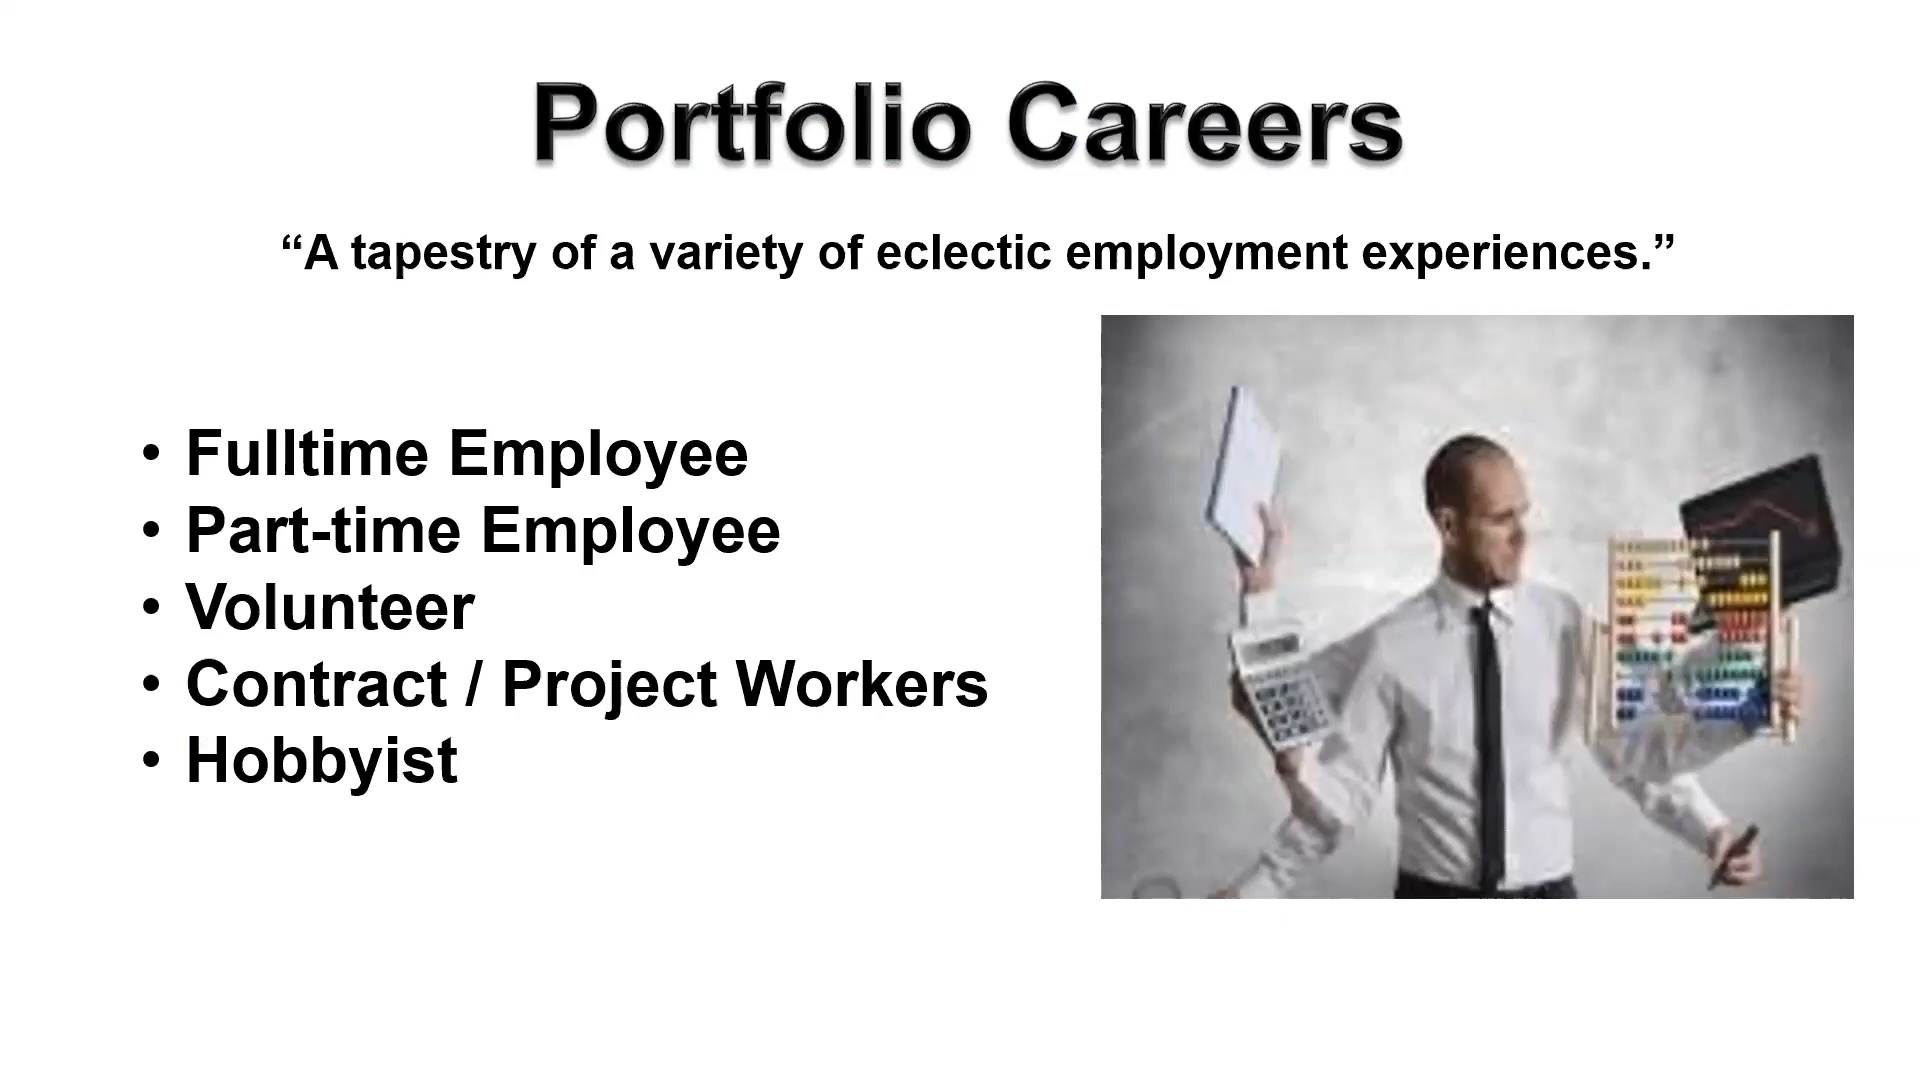 Portfolio Careers
“A tapestry of a variety of eclectic employment experiences.”
• Fulltime Employee
• Part-time Employee
• Volunteer
• Contract / Project Workers
• Hobbyist